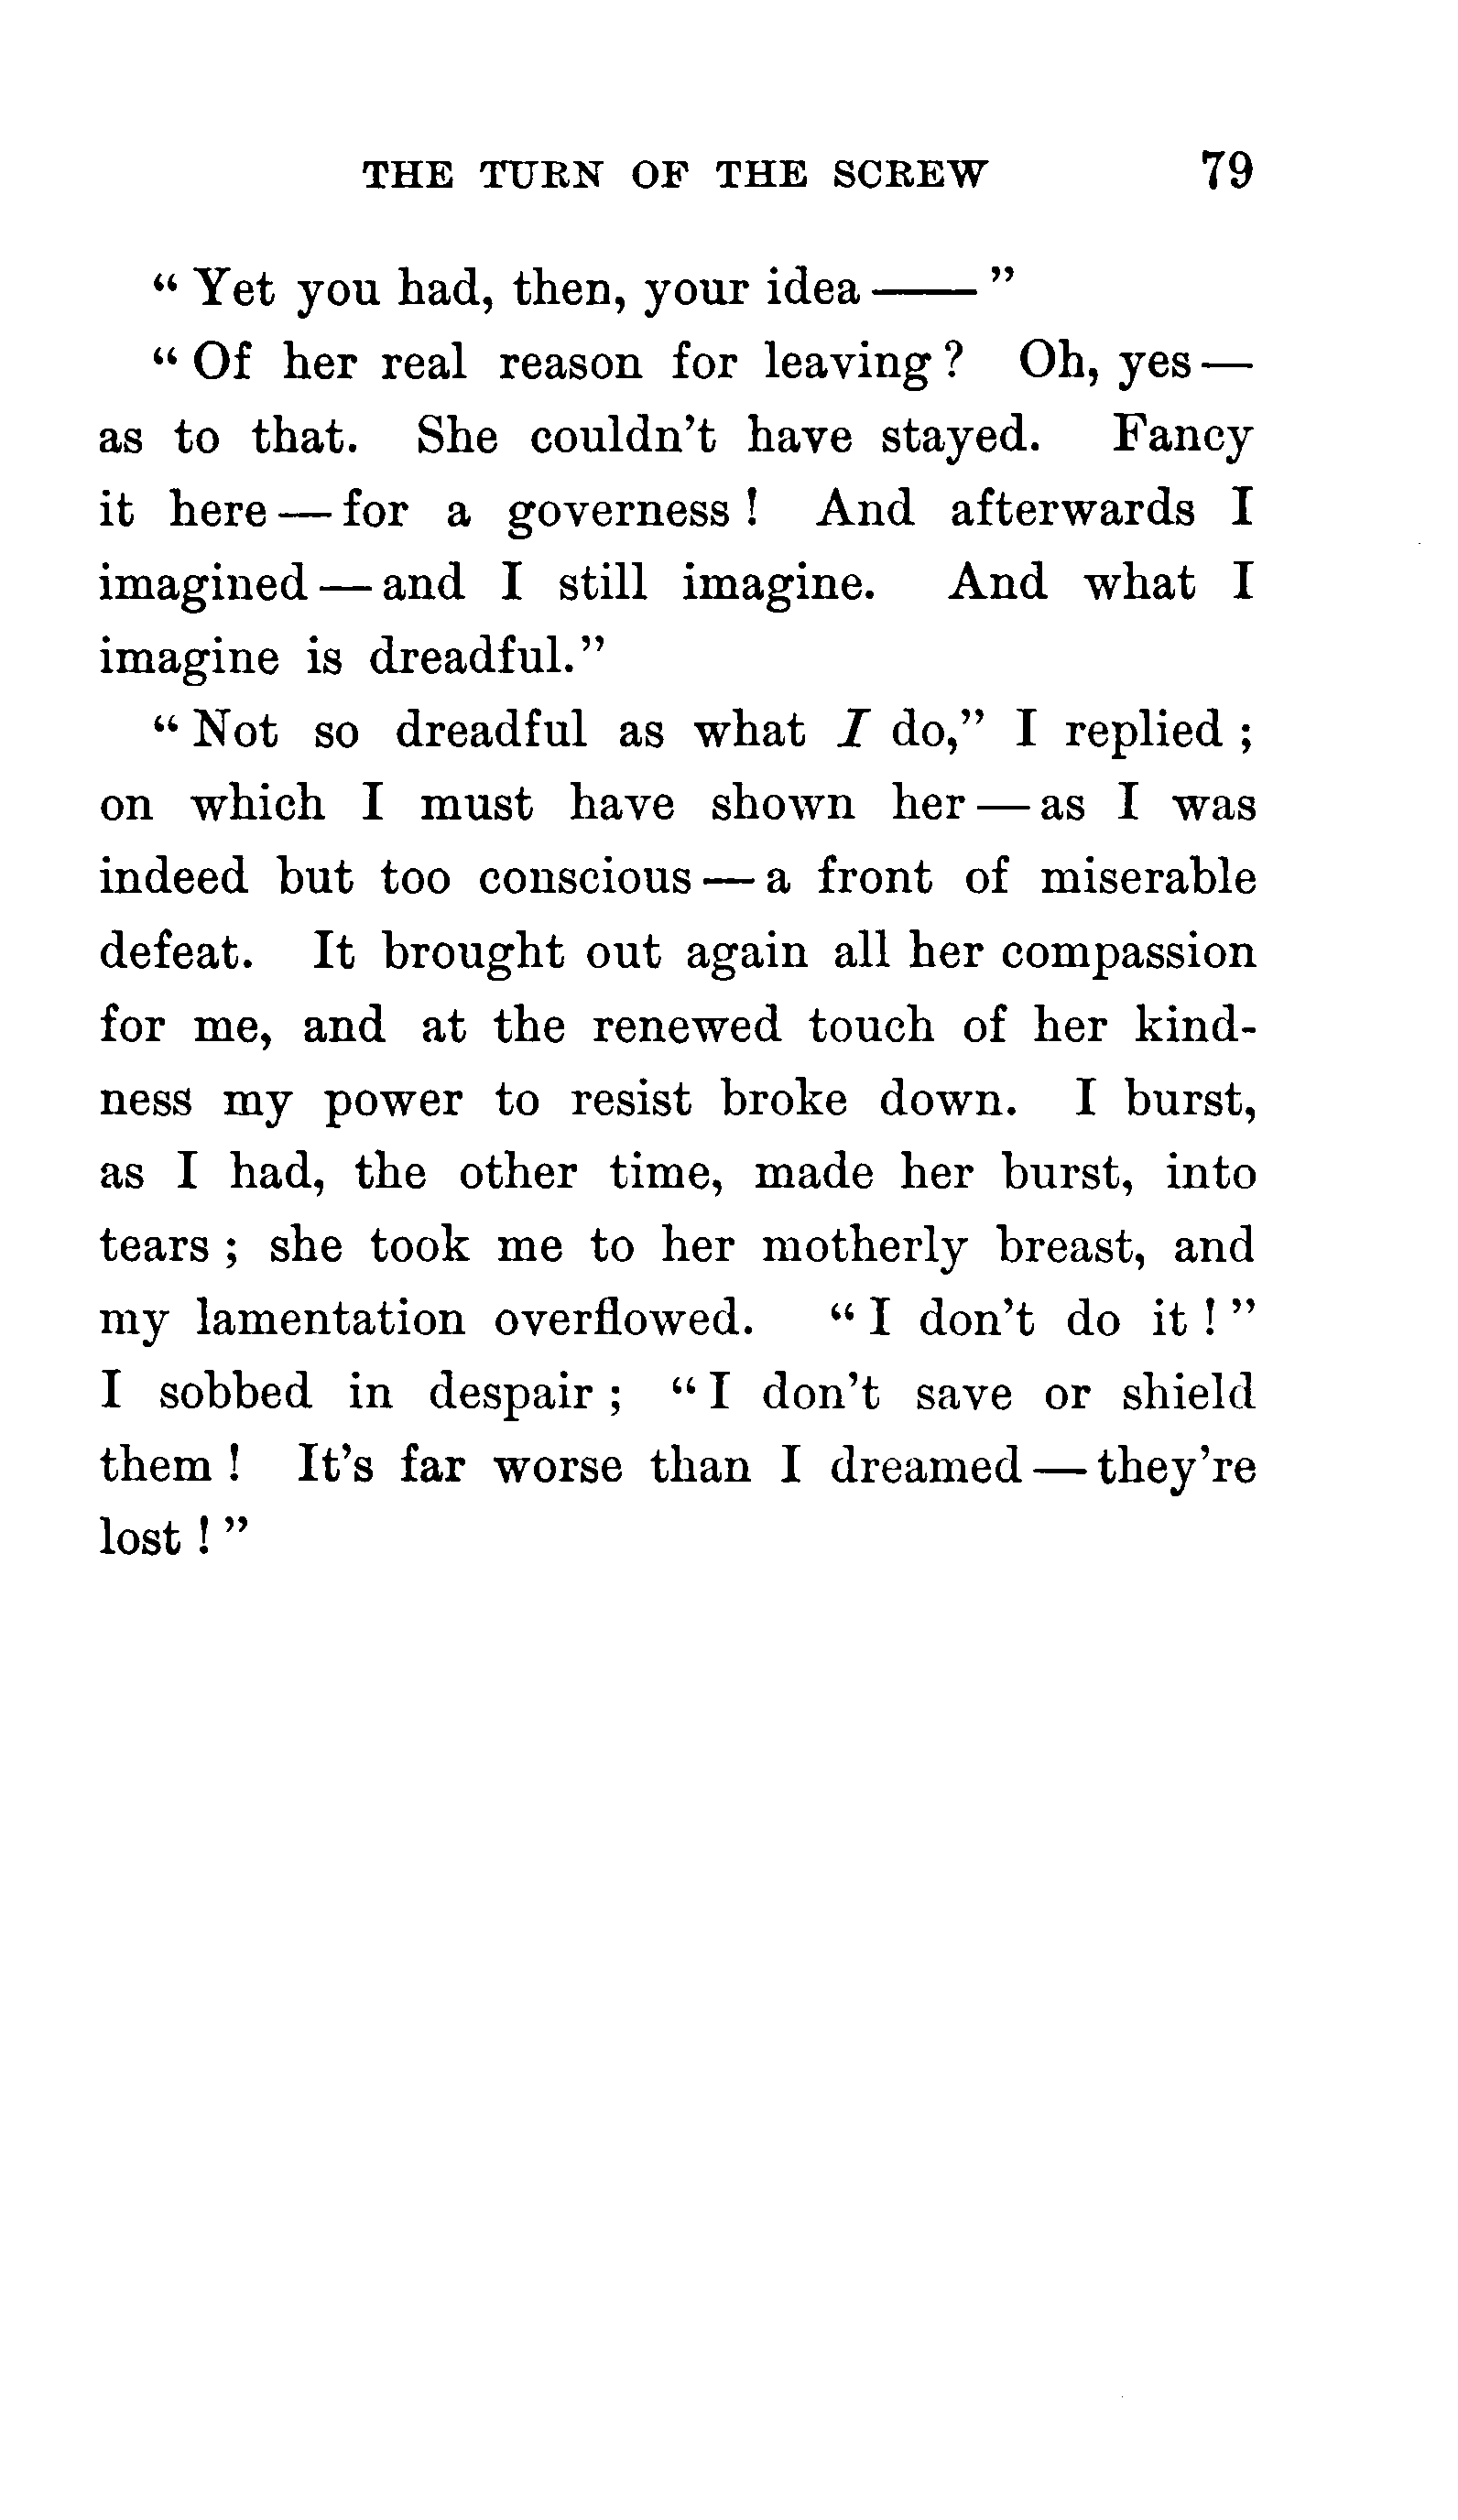 THE TURN OF THE SCREW 79
“ Yet you had, then, your idea —— ”
“ Of her real reason for leaving ? Oh, yes —
as to that. She couldn’t have stayed. Fancy
it here — for a governess ! And afterwards I
imagined — and I still imagine. And what I
imagine is dreadful.”
“ Not so dreadful as what I do,” I replied ;
on which I must have shown her — as I was
indeed but too conscious — a front of miserable
defeat. It brought out again all her compassion
for me, and at the renewed touch of her kind-
ness my power to resist broke down. I burst,
as I had, the other time, made her burst, into
tears ; she took me to her motherly breast, and
my lamentation overflowed. “ I don’t do it ! ”
I sobbed in despair ; “ I don’t save or shield
them ! It’s far worse than I dreamed — they’re
lost ! ”